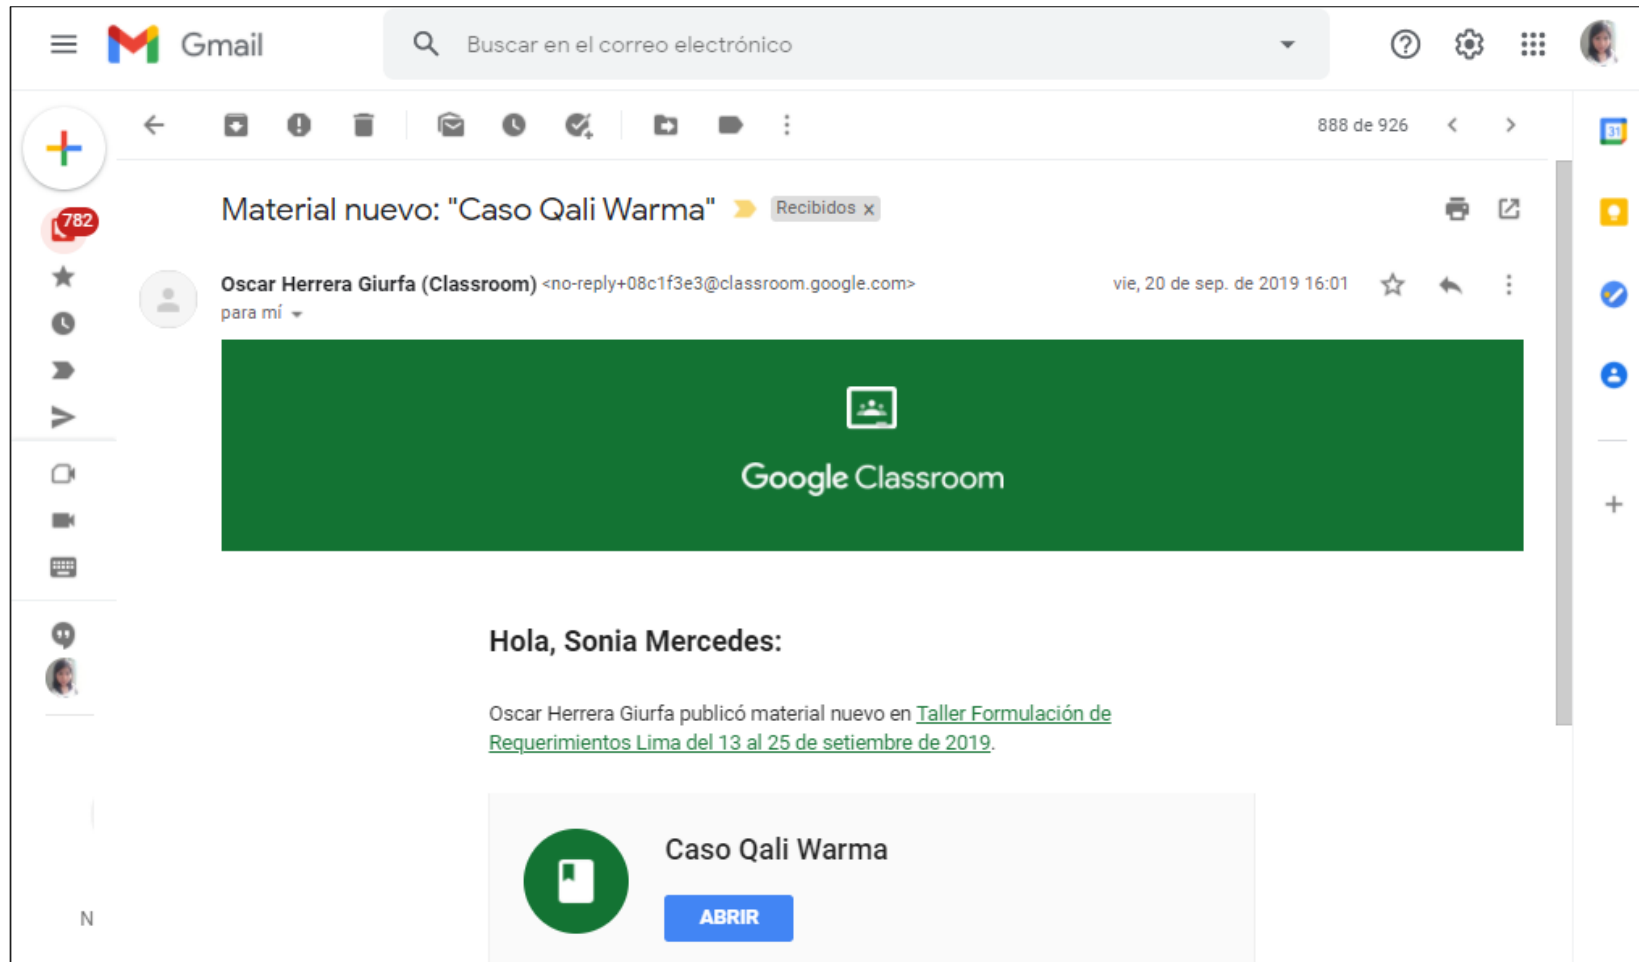 Gmail
Buscar en el correo electrónico
888 de 926
31
782
Material nuevo: "Caso Qali Warma"
Recibidos x
Oscar Herrera Giurfa (Classroom) <no-reply+08c1f3e3@classroom.google.com>
vie, 20 de sep. de 2019 16:01
para mí
Google Classroom
Hola, Sonia Mercedes:
Oscar Herrera Giurfa publicó material nuevo en Taller Formulación de
Requerimientos Lima del 13 al 25 de setiembre de 2019.
Caso Qali Warma
ABRIR
N